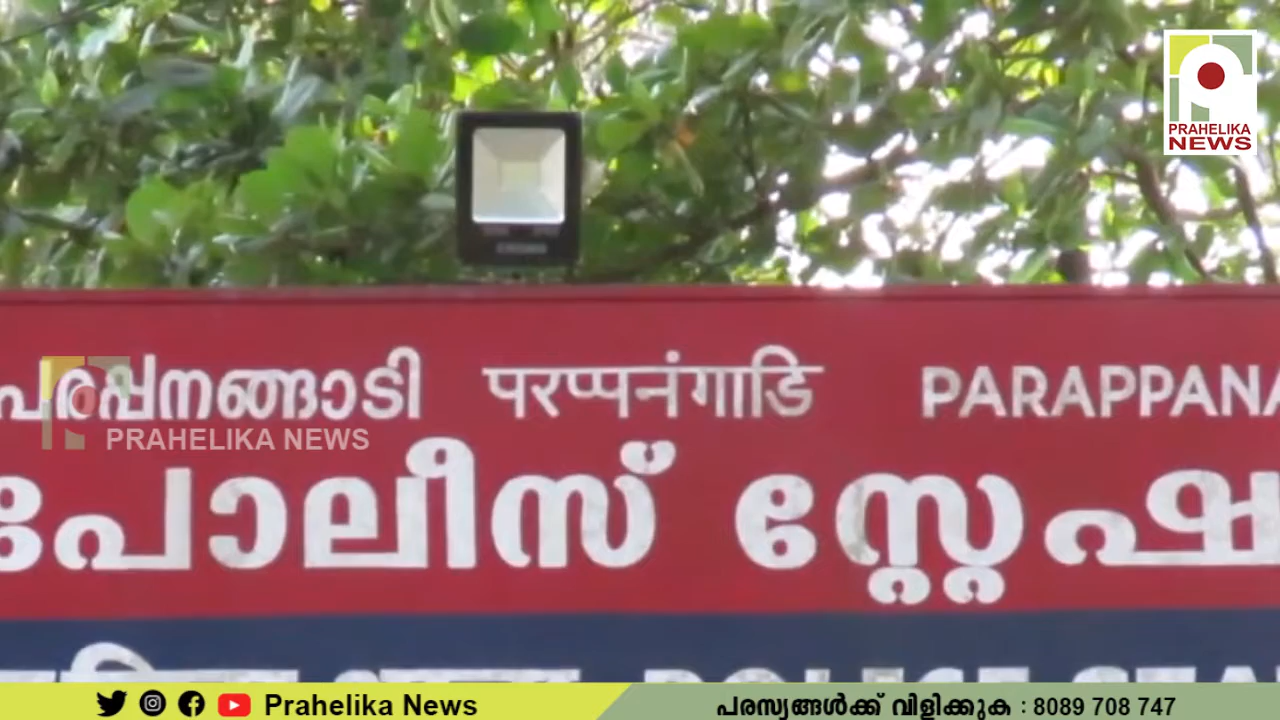 PRAHELIKA
NEWS
പരപ്പനങ്ങാടി परप्पनंगाडि PARAPPANA
PRAHELIKA NEWS
പോലീസ് സ്റ്റേഷ
Prahelika News പരസ്യങ്ങൾക്ക് വിളിക്കുക : 8089 708 747